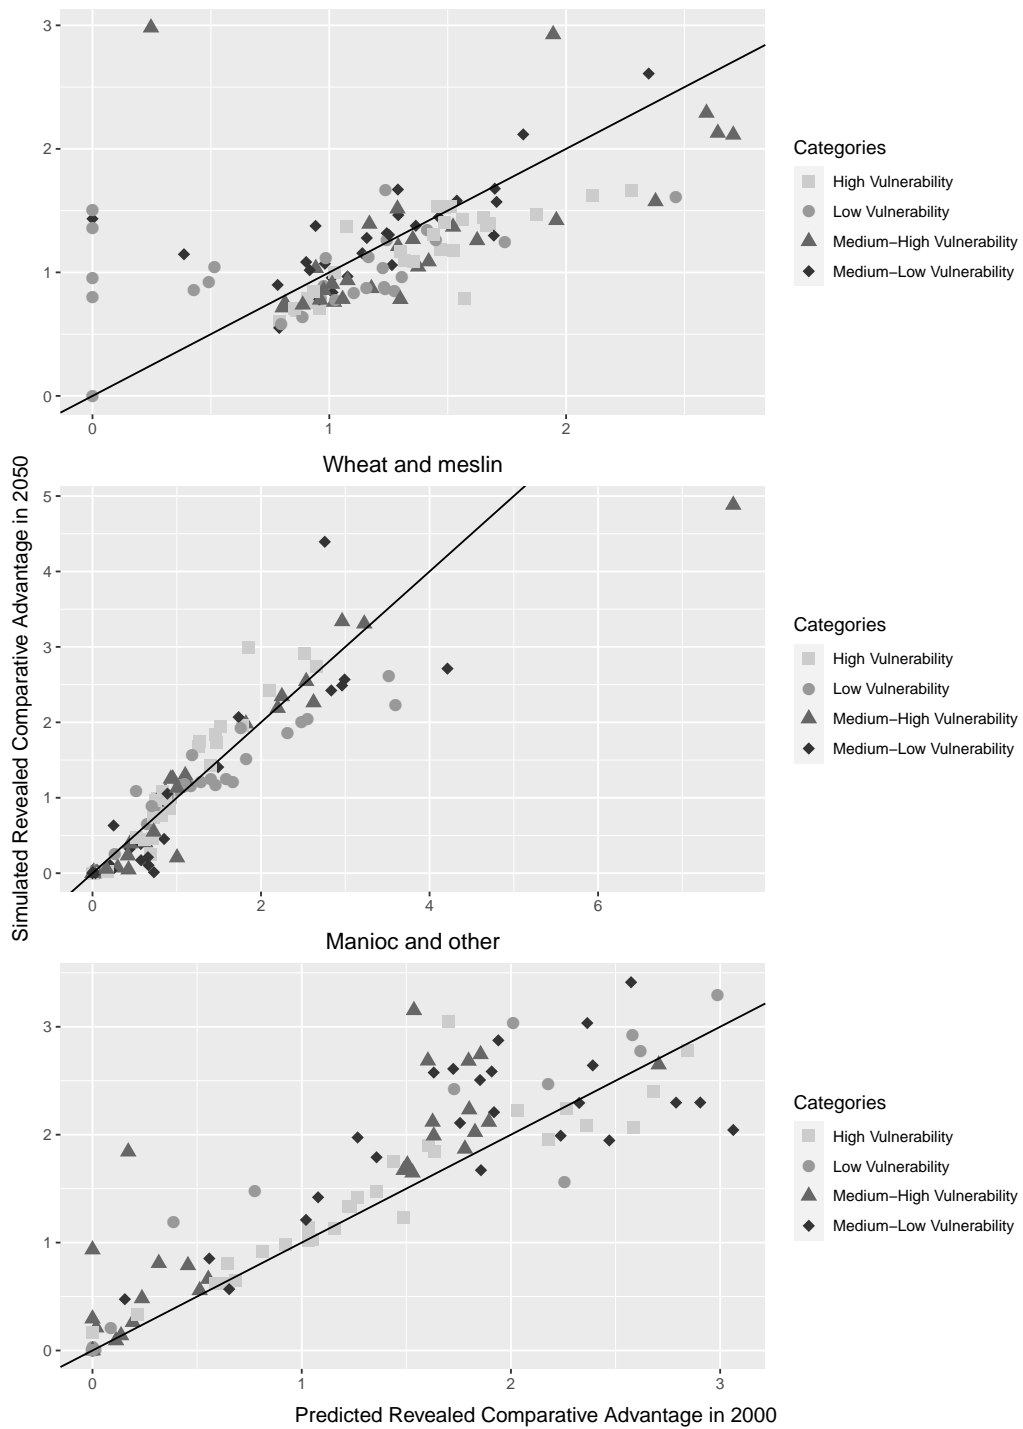 3
2
1
0
0 1 2
Categories
High Vulnerability
Low Vulnerability
Medium−High Vulnerability
Medium−Low Vulnerability
Wheat and meslin
Simulated Revealed Comparative Advantage in 2050
5
4
3
2
1
0
0 2 4 6
Categories
High Vulnerability
Low Vulnerability
Medium−High Vulnerability
Medium−Low Vulnerability
Manioc and other
3
2
1
0
0 1 2 3
Categories
High Vulnerability
Low Vulnerability
Medium−High Vulnerability
Medium−Low Vulnerability
Predicted Revealed Comparative Advantage in 2000